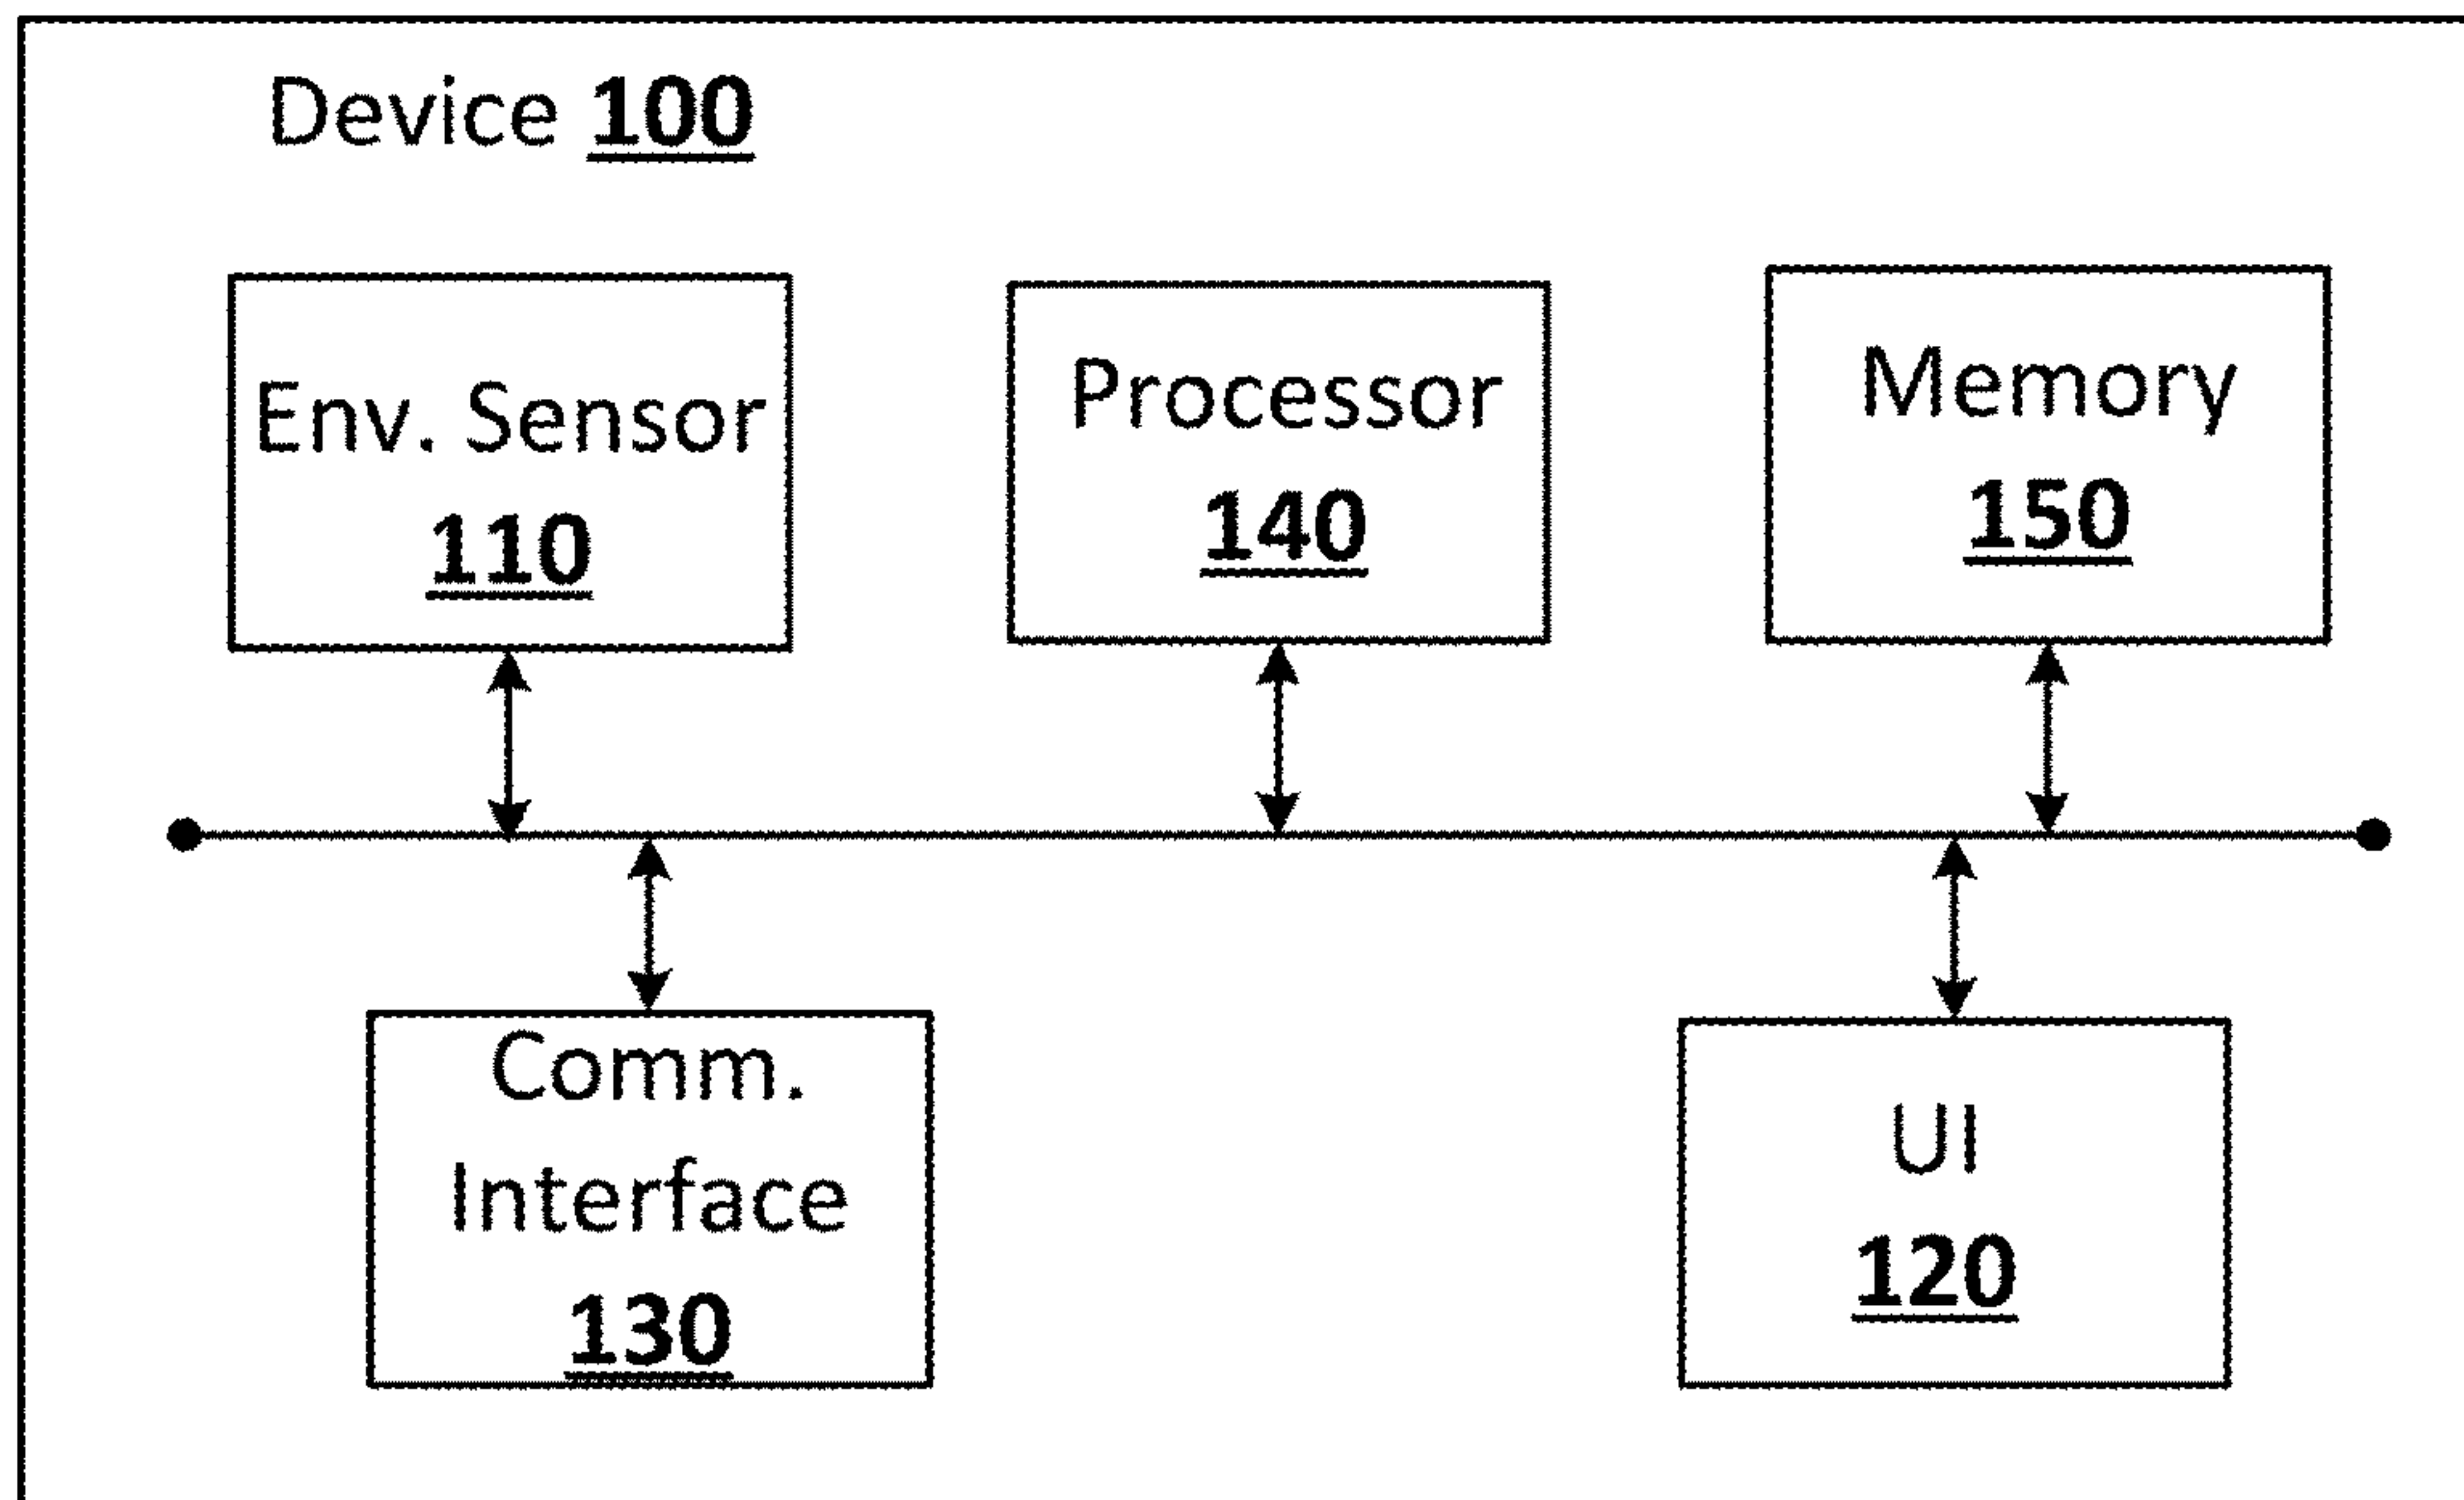 Device 100
Env. Sensor
110
Processor
140
Memory
150
Comm.
Interface
130
UI
120